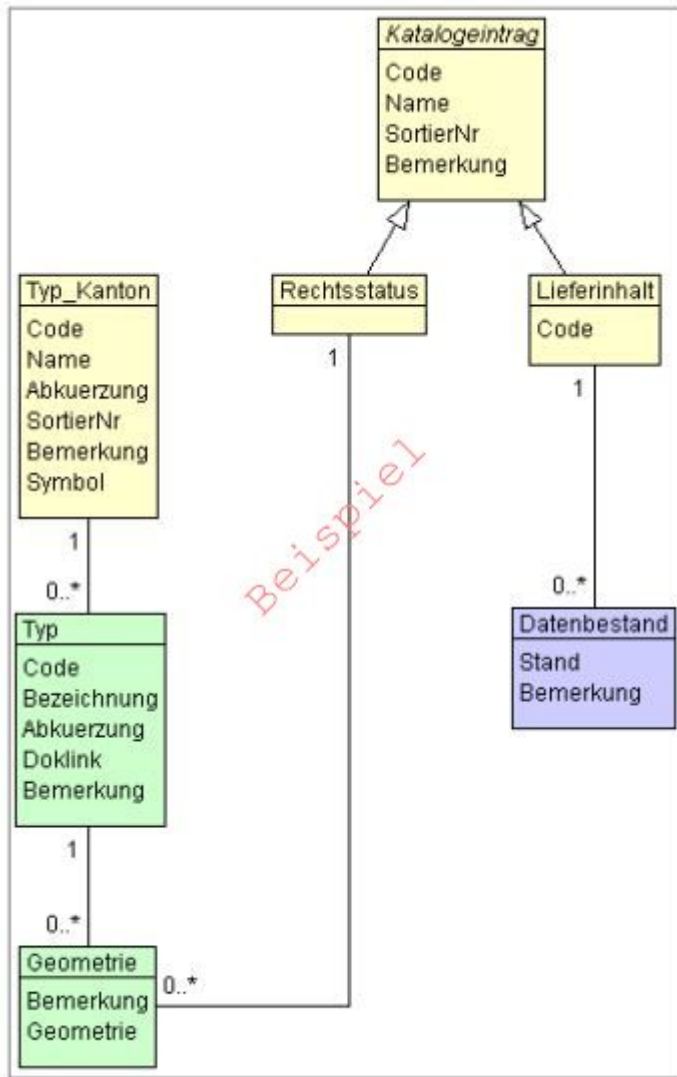 Katalogeintrag
Code
Name
SortierNr
Bemerkung
Typ_Kanton
Code
Name
Abkuerzung
SortierNr
Bemerkung
Symbol
Rechtsstatus
Lieferinhalt
Code
1
1
Beispiel
1
0..*
0..*
Typ
Code
Bezeichnung
Abkuerzung
Doklink
Bemerkung
Datenbestand
Stand
Bemerkung
1
0..*
Geometrie
Bemerkung
Geometrie
0..*